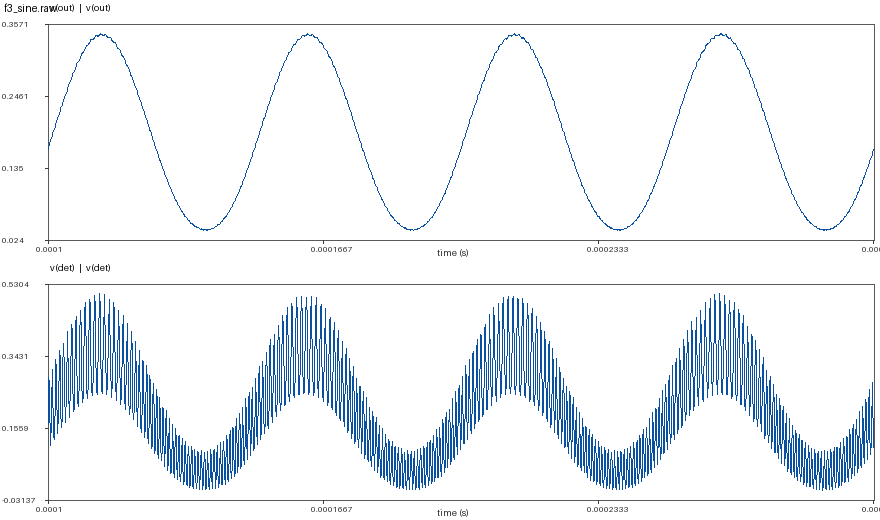 f3_sine.raw v(out) | v(out)
0.3571
0.2461
0.135
0.024
0.0001 0.0001667 0.0002333
time (s)
v(det) | v(det)
0.5304
0.3431
0.1559
-0.03137
0.0001 0.0001667 0.0002333
time (s)